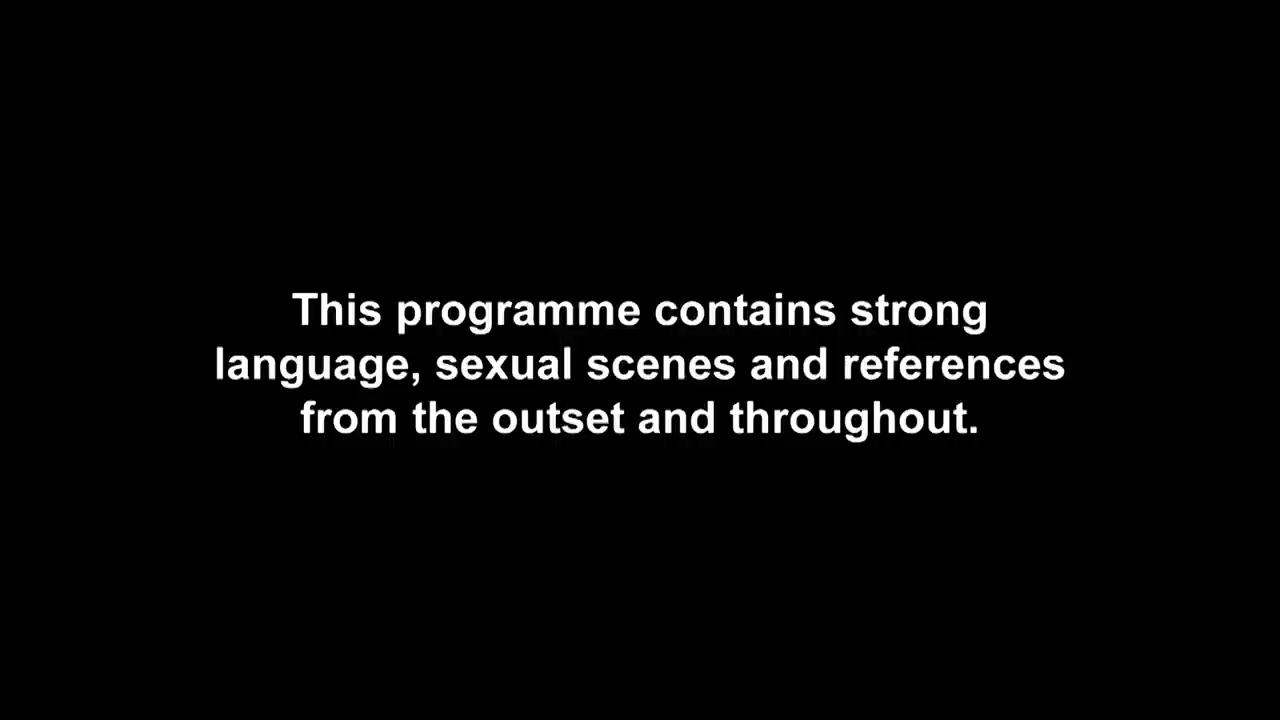 This programme contains strong
language, sexual scenes and references
from the outset and throughout.